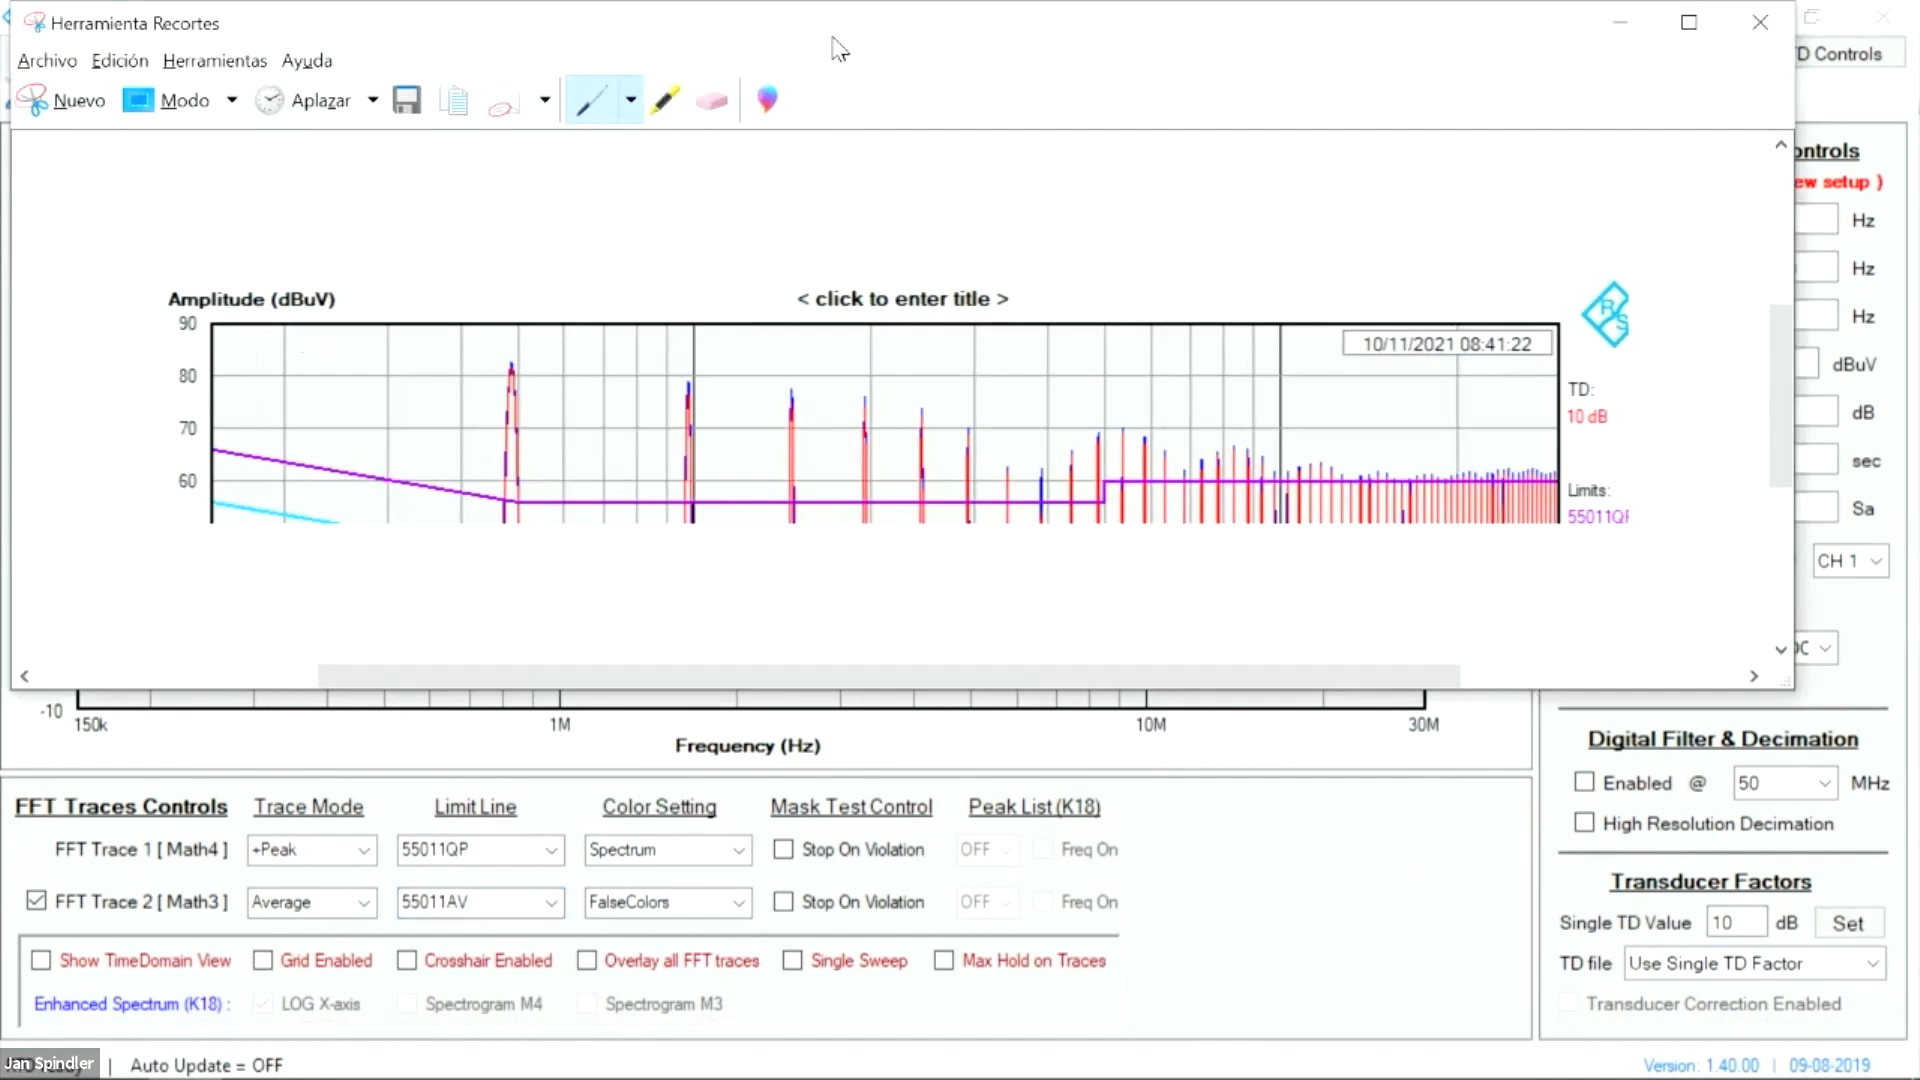 Herramienta Recortes
Archivo Edición Herramientas Ayuda
D Controls
Nuevo Modo Aplazar
ontrols
ew setup )
Hz
Hz
Hz
dBuV
dB
sec
Sa
CH 1
Amplitude (dBuV)
< click to enter title >
R
S
90
80
70
60
10/11/2021 08:41:22
TD:
10 dB
Limits:
55011QF
-10
150k 1M 10M 30M
Frequency (Hz)
Digital Filter & Decimation
Enabled @ 50 MHz
High Resolution Decimation
FFT Traces Controls Trace Mode Limit Line Color Setting Mask Test Control Peak List (K18)
FFT Trace 1 [ Math4 ] +Peak 55011QP Spectrum Stop On Violation OFF Freq On
FFT Trace 2 [ Math3 ] Average 55011AV FalseColors Stop On Violation OFF Freq On
Show TimeDomain View Grid Enabled Crosshair Enabled Overlay all FFT traces Single Sweep Max Hold on Traces
Enhanced Spectrum (K18) : LOG X-axis Spectrogram M4 Spectrogram M3
Transducer Factors
Single TD Value 10 dB Set
TD file Use Single TD Factor
Transducer Correction Enabled
Jan Spindler | Auto Update = OFF
Version: 1.40.00 | 09-08-2019